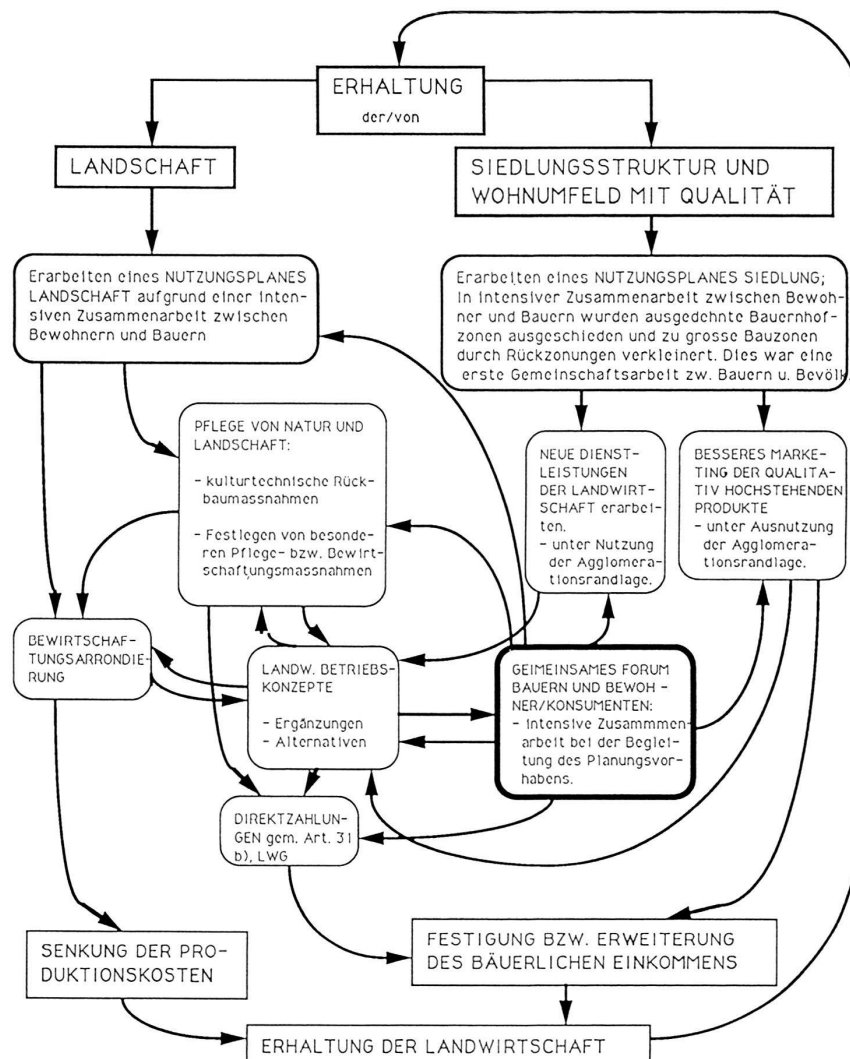 ERHALTUNG
der/von
LANDSCHAFT
SIEDLUNGSSTRUKTUR UND
WOHNUMFELD MIT QUALITÄT
Erarbeiten eines NUTZUNGSPLANES
LANDSCHAFT aufgrund einer inten-
siven Zusammenarbeit zwischen
Bewohnern und Bauern
Erarbeiten eines NUTZUNGSPLANES SIEDLUNG;
in intensiver Zusammenarbeit zwischen Bewoh-
ner und Bauern wurden ausgedehnte Bauernhof-
zonen ausgeschieden und zu grosse Bauzonen
durch Rückzonungen verkleinert. Dies war eine
erste Gemeinschaftsarbeit zw. Bauern u. Bevölk.
PFLEGE VON NATUR UND
LANDSCHAFT:
- kulturtechnische Rück-
baumassnahmen
- Festlegen von besonde-
ren Pflege- bzw. Bewirt-
schaftungsmassnahmen
NEUE DIENST-
LEISTUNGEN
DER LANDWIRT-
SCHAFT erarbei-
ten.
- unter Nutzung
der Agglomera-
tionsrandlage.
BESSERES MARKE-
TING DER QUALITA-
TIV HOCHSTEHENDEN
PRODUKTE
- unter Ausnutzung
der Agglomera-
tionsrandlage.
BEWIRTSCHAF-
TUNGSARRONDIE-
RUNG
LANDW. BETRIEBS-
KONZEPTE
- Ergänzungen
- Alternativen
GEIMEINSAMES FORUM
BAUERN UND BEWOH-
NER/KONSUMENTEN:
- intensive Zusammmen-
arbeit bei der Beglei-
tung des Planungsvor-
habens.
DIREKTZAHLUN-
GEN gem. Art. 31
b), LWG
SENKUNG DER PRO-
DUKTIONSKOSTEN
FESTIGUNG BZW. ERWEITERUNG
DES BÄUERLICHEN EINKOMMENS
ERHALTUNG DER LANDWIRTSCHAFT